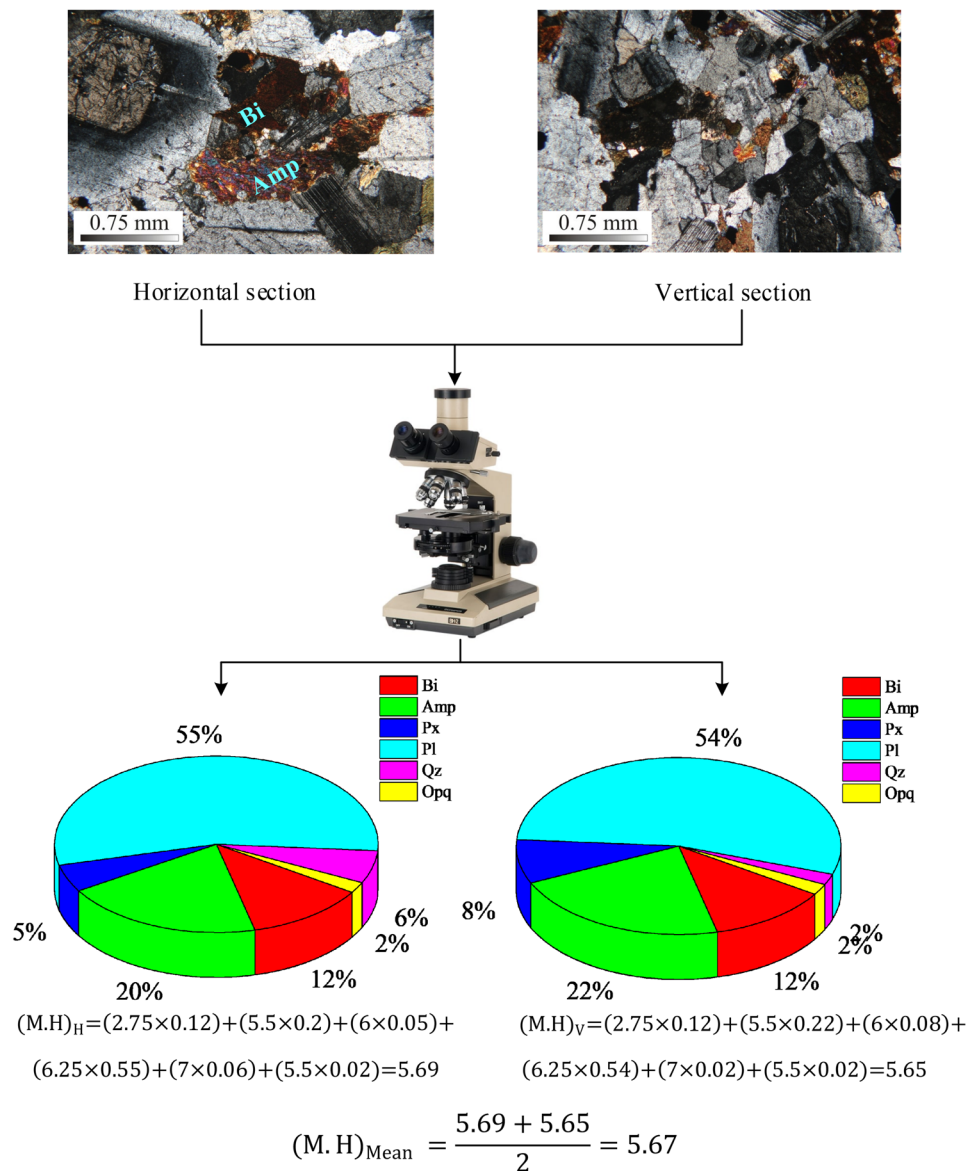 Bi
Amp
0.75 mm
0.75 mm
Horizontal section
Vertical section
Bi
Amp
Px
Pl
Qz
Opq
55%
5%
20%
12%
2%
6%
Bi
Amp
Px
Pl
Qz
Opq
54%
8%
22%
12%
2%
2%
(M.H)H=(2.75×0.12)+(5.5×0.2)+(6×0.05)+
(6.25×0.55)+(7×0.06)+(5.5×0.02)=5.69
(M.H)V=(2.75×0.12)+(5.5×0.22)+(6×0.08)+
(6.25×0.54)+(7×0.02)+(5.5×0.02)=5.65
(M. H)Mean = 5.69 + 5.65 / 2 = 5.67